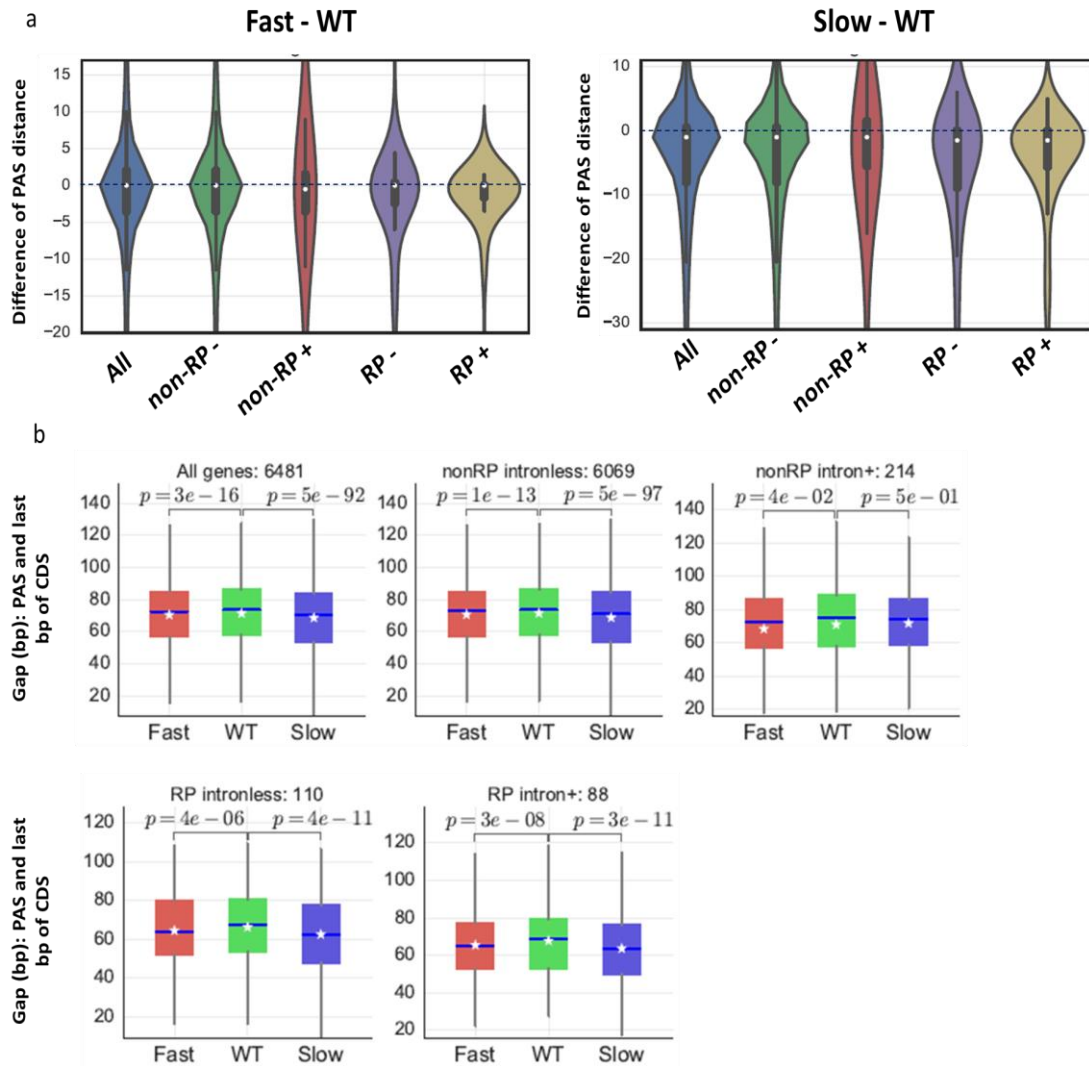 a
Fast - WT
Slow - WT
Difference of PAS distance
15
10
5
0
−5
−10
−15
−20
All
non-RP -
non-RP +
RP -
RP +
Difference of PAS distance
10
0
−10
−20
−30
All
non-RP -
non-RP +
RP -
RP +
b
Gap (bp): PAS and last
bp of CDS
All genes: 6481
p = 3e − 16
p = 5e − 92
140
120
100
80
60
40
20
Fast WT Slow
nonRP intronless: 6069
p = 1e − 13
p = 5e − 97
140
120
100
80
60
40
20
Fast WT Slow
nonRP intron+: 214
p = 4e − 02
p = 5e − 01
140
120
100
80
60
40
20
Fast WT Slow
Gap (bp): PAS and last
bp of CDS
RP intronless: 110
p = 4e − 06
p = 4e − 11
120
100
80
60
40
20
Fast WT Slow
RP intron+: 88
p = 3e − 08
p = 3e − 11
120
100
80
60
40
20
Fast WT Slow